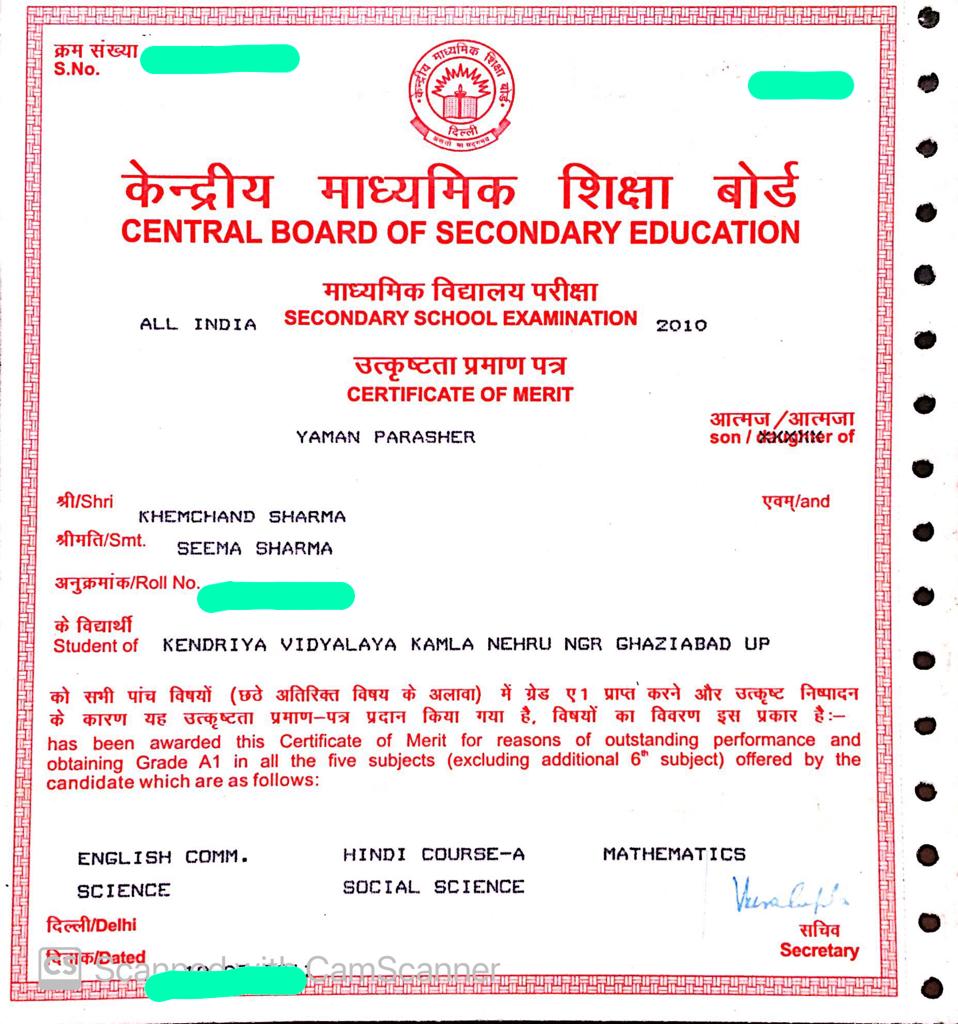 क्रम संख्या
S.No.
केन्द्रीय माध्यमिक शिक्षा बोर्ड
दिल्ली
केन्द्रीय माध्यमिक शिक्षा बोर्ड
CENTRAL BOARD OF SECONDARY EDUCATION
माध्यमिक विद्यालय परीक्षा
ALL INDIA SECONDARY SCHOOL EXAMINATION 2010
उत्कृष्टता प्रमाण पत्र
CERTIFICATE OF MERIT
आत्मज / आत्मजा
YAMAN PARASHER son / daughter of
श्री/Shri एवम्/and
KHEMCHAND SHARMA
श्रीमति/Smt. SEEMA SHARMA
अनुक्रमांक/Roll No.
के विद्यार्थी
Student of KENDRIYA VIDYALAYA KAMLA NEHRU NGR GHAZIABAD UP
को सभी पांच विषयों (छठे अतिरिक्त विषय के अलावा) में ग्रेड ए1 प्राप्त करने और उत्कृष्ट निष्पादन
के कारण यह उत्कृष्टता प्रमाण-पत्र प्रदान किया गया है, विषयों का विवरण इस प्रकार है:-
has been awarded this Certificate of Merit for reasons of outstanding performance and
obtaining Grade A1 in all the five subjects (excluding additional 6th subject) offered by the
candidate which are as follows:
ENGLISH COMM. HINDI COURSE-A MATHEMATICS
SCIENCE SOCIAL SCIENCE
दिल्ली/Delhi
सचिव
Secretary
दिनांक/Dated
CS Scanned with CamScanner